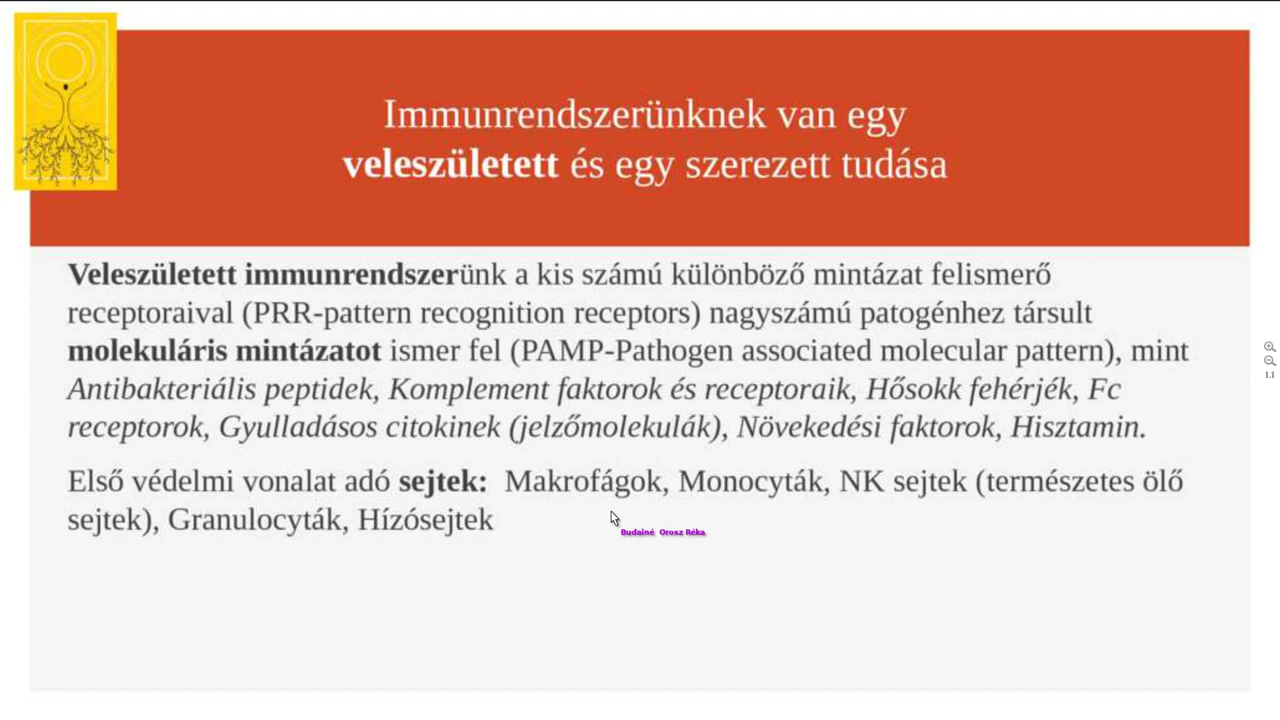 Immunrendszerünknek van egy
veleszületett és egy szerezett tudása
Veleszületett immunrendszerünk a kis számú különböző mintázat felismerő
receptoraival (PRR-pattern recognition receptors) nagyszámú patogénhez társult
molekuláris mintázatot ismer fel (PAMP-Pathogen associated molecular pattern), mint
Antibakteriális peptidek, Komplement faktorok és receptoraik, Hősokk fehérjék, Fc
receptorok, Gyulladásos citokinek (jelzőmolekulák), Növekedési faktorok, Hisztamin.
Első védelmi vonalat adó sejtek: Makrofágok, Monocyták, NK sejtek (természetes ölő
sejtek), Granulocyták, Hízósejtek
Budainé Orosz Réka
1:1